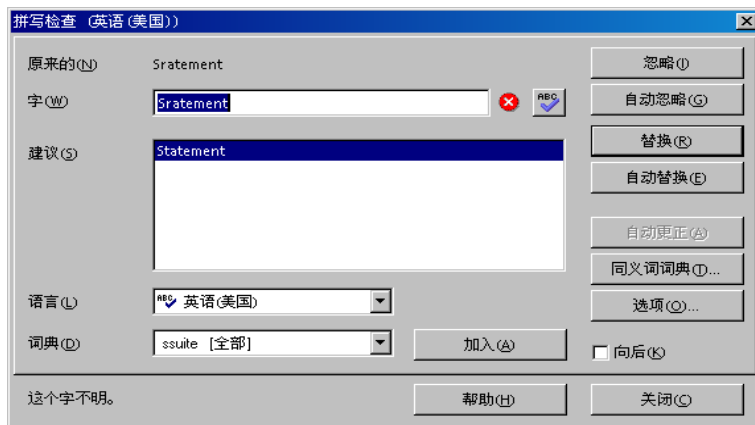 拼写检查 (英语(美国))
原来的(N) Sratement 忽略(I)
字(W) Sratement ABC 自动忽略(G)
建议(S) Statement 替换(R)
自动替换(E)
自动更正(A)
同义词词典(T)...
语言(L) ABC 英语(美国) 选项(O)...
词典(D) ssuite [全部] 加入(A) 向后(K)
这个字不明。 帮助(H) 关闭(C)